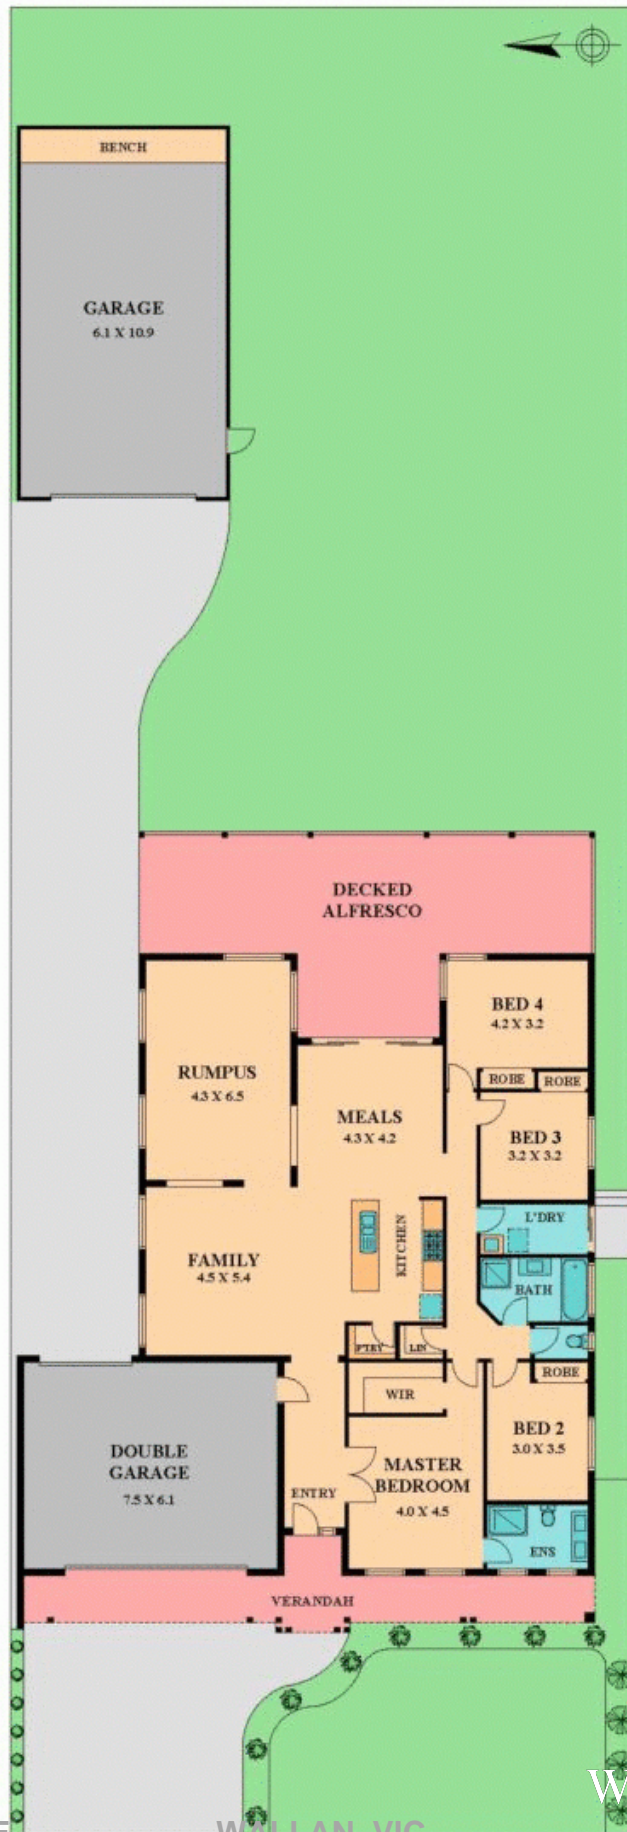 BENCH
GARAGE
6.1 X 10.9
DECKED
ALFRESCO
BED 4
4.2 X 3.2
RUMPUS
4.3 X 6.5
ROBE
ROBE
MEALS
4.3 X 4.2
BED 3
3.2 X 3.2
L'DRY
KITCHEN
FAMILY
4.5 X 5.4
BATH
P'TRY
LIN
ROBE
WIR
BED 2
3.0 X 3.5
DOUBLE
GARAGE
7.5 X 6.1
MASTER
BEDROOM
4.0 X 4.5
ENTRY
ENS
VERANDAH
W
E
WALLAN, VIC